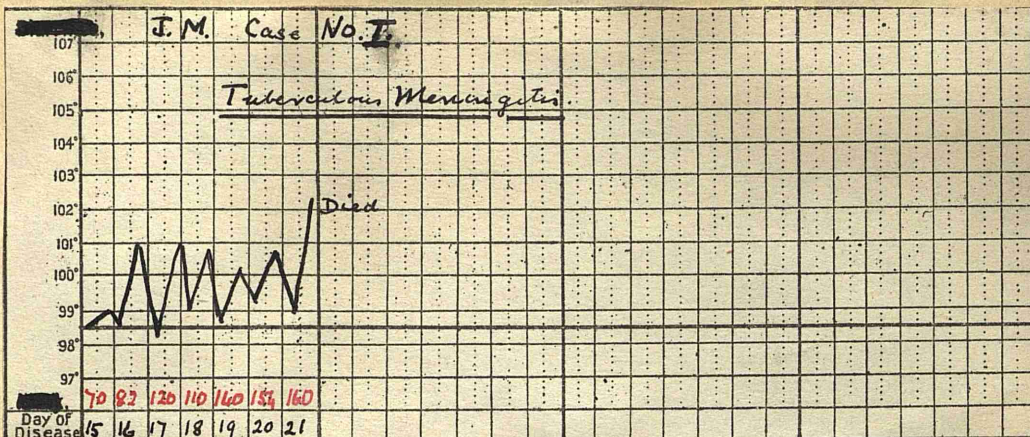 J. M. Case No. I.
107°
106°
Tuberculous Meningitis.
105°
104°
103°
102° Died
101°
100°
99°
98°
97°
70 82 120 110 140 154 160
Day of
Disease 15 16 17 18 19 20 21